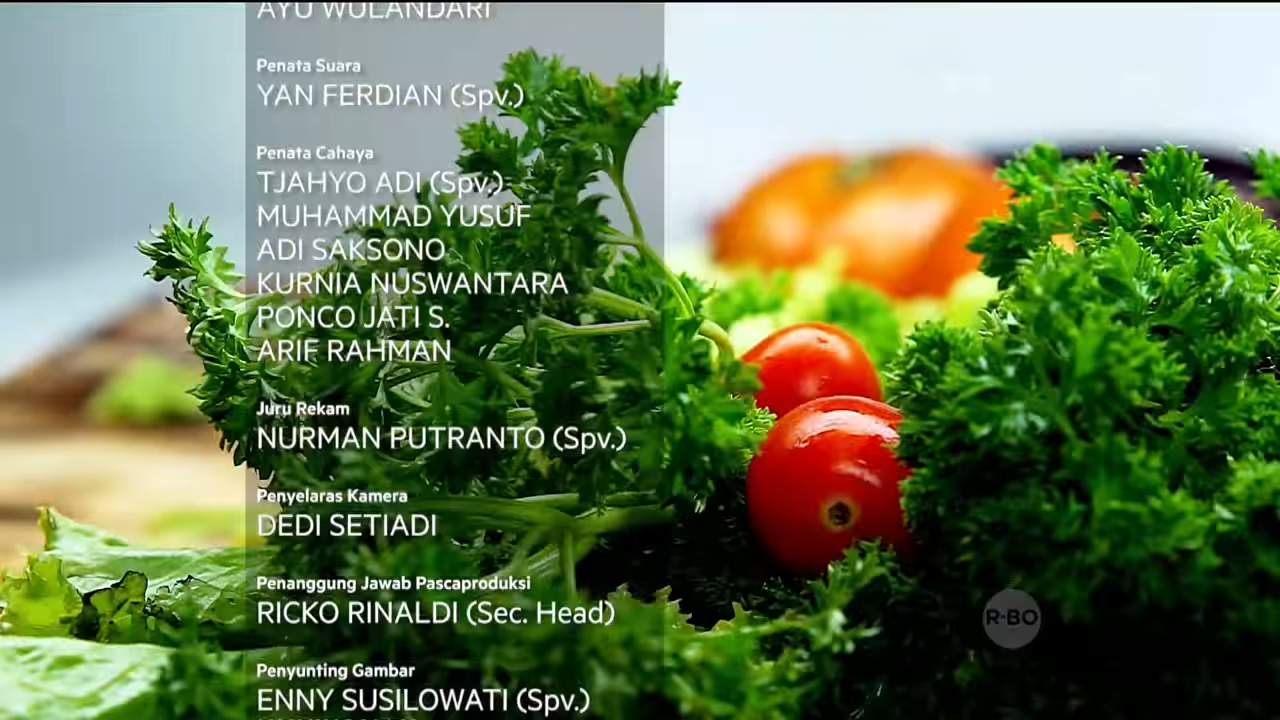 AYU WULANDARI
Penata Suara
YAN FERDIAN (Spv.)
Penata Cahaya
TJAHYO ADI (Spv.)
MUHAMMAD YUSUF
ADI SAKSONO
KURNIA NUSWANTARA
PONCO JATI S.
ARIF RAHMAN
Juru Rekam
NURMAN PUTRANTO (Spv.)
Penyelaras Kamera
DEDI SETIADI
Penanggung Jawab Pascaproduksi
RICKO RINALDI (Sec. Head)
Penyunting Gambar
ENNY SUSILOWATI (Spv.)
R-BO